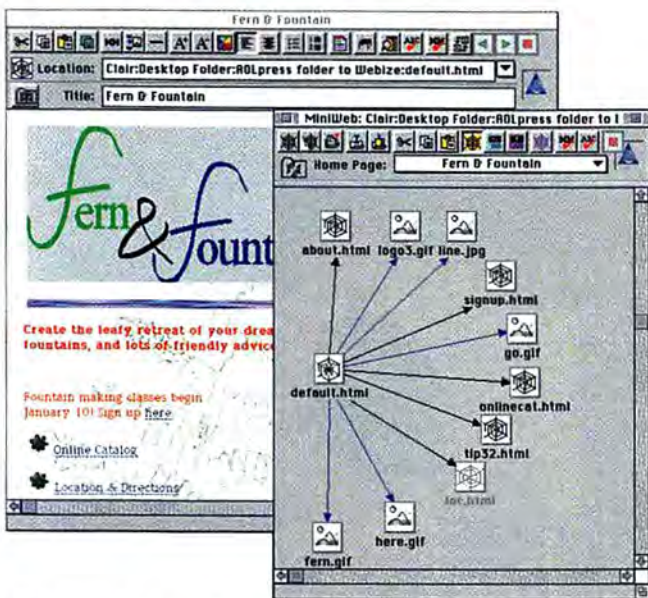 Fern & Fountain
Location: Clair:Desktop Folder:AOLpress folder to Webize:default.html
Title: Fern & Fountain
fern & fount
Create the leafy retreat of your drea
fountains, and lots of friendly advice
Fountain making classes begin
January 10! Sign up here
Online Catalog
Location & Directions
MiniWeb: Clair:Desktop Folder:AOLpress folder to
Home Page: Fern & Fountain
about.html logo3.gif line.jpg
signup.html
go.gif
default.html
onlinecat.html
tip32.html
loc.html
here.gif
fern.gif